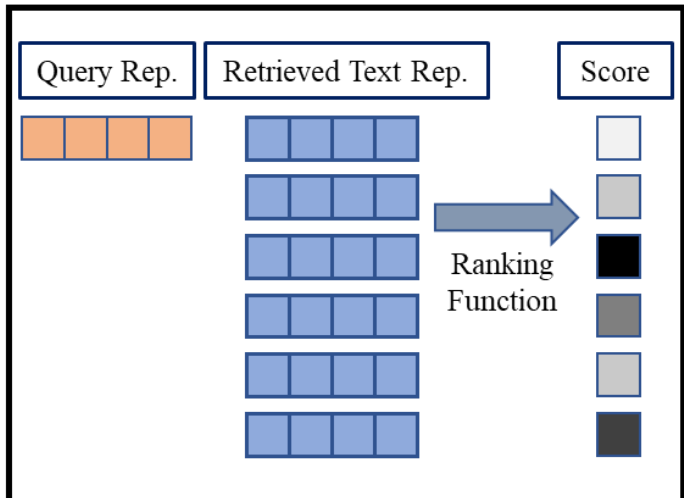 Query Rep.
Retrieved Text Rep.
Score
Ranking
Function